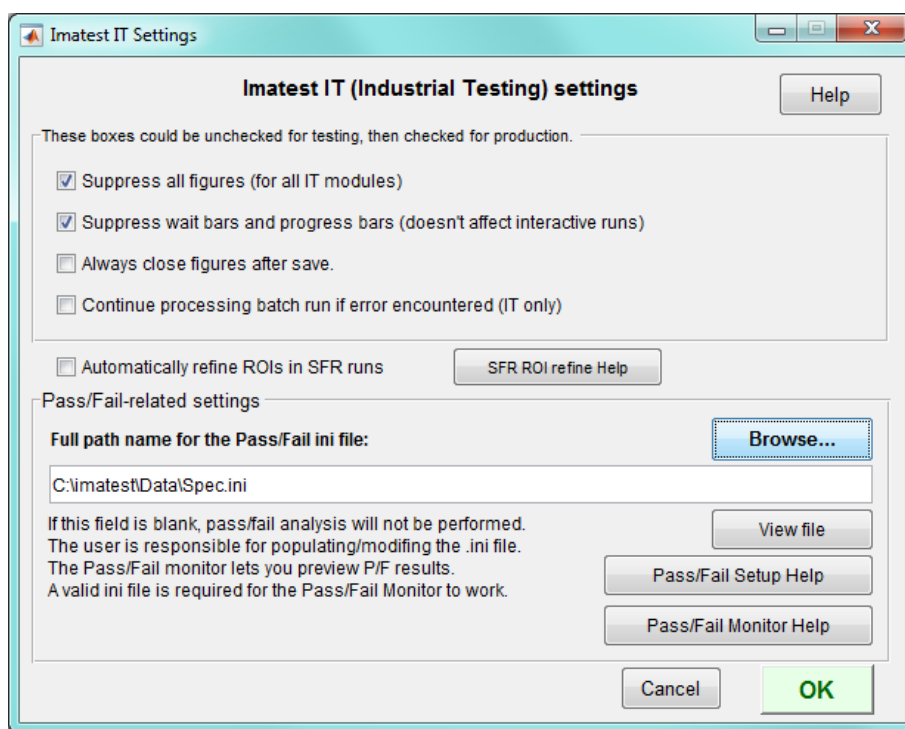 Imatest IT Settings
Imatest IT (Industrial Testing) settings
Help
These boxes could be unchecked for testing, then checked for production.
Suppress all figures (for all IT modules)
Suppress wait bars and progress bars (doesn't affect interactive runs)
Always close figures after save.
Continue processing batch run if error encountered (IT only)
Automatically refine ROIs in SFR runs
SFR ROI refine Help
Pass/Fail-related settings
Full path name for the Pass/Fail ini file:
Browse...
C:\imatest\Data\Spec.ini
If this field is blank, pass/fail analysis will not be performed.
The user is responsible for populating/modifing the .ini file.
The Pass/Fail monitor lets you preview P/F results.
A valid ini file is required for the Pass/Fail Monitor to work.
View file
Pass/Fail Setup Help
Pass/Fail Monitor Help
Cancel
OK